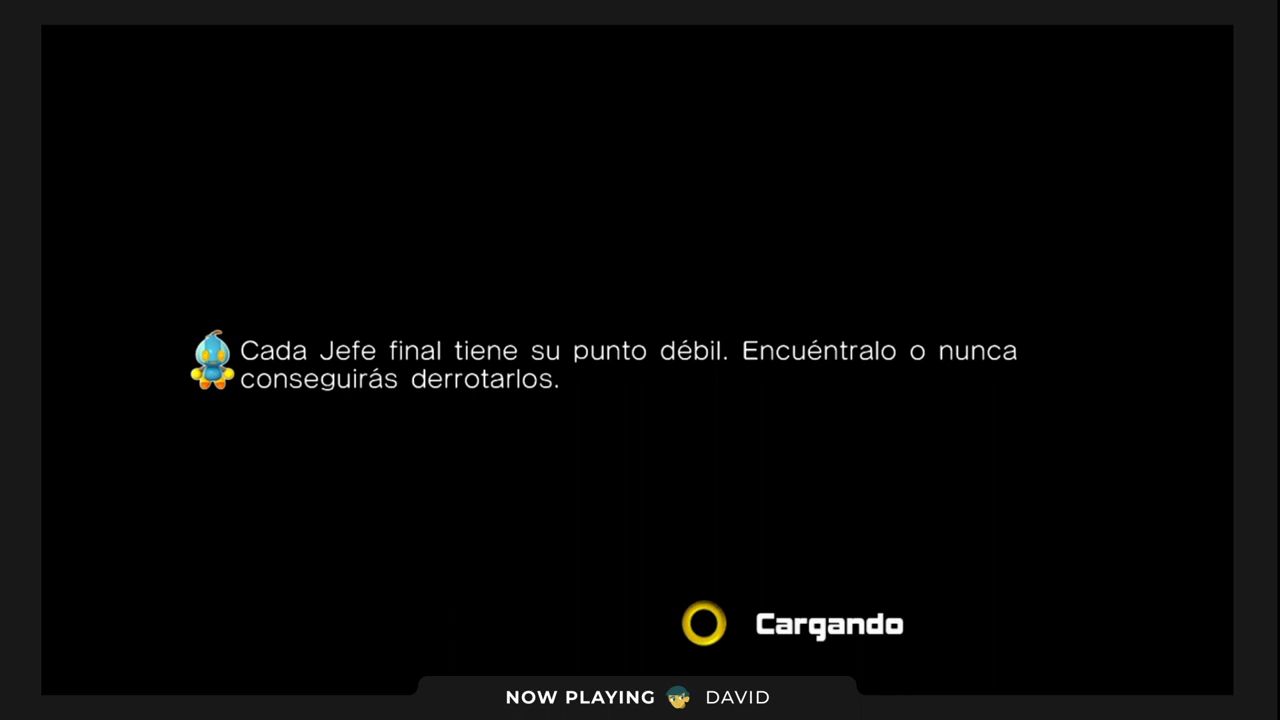 Cada Jefe final tiene su punto débil. Encuéntralo o nunca
conseguirás derrotarlos.
Cargando
NOW PLAYING DAVID